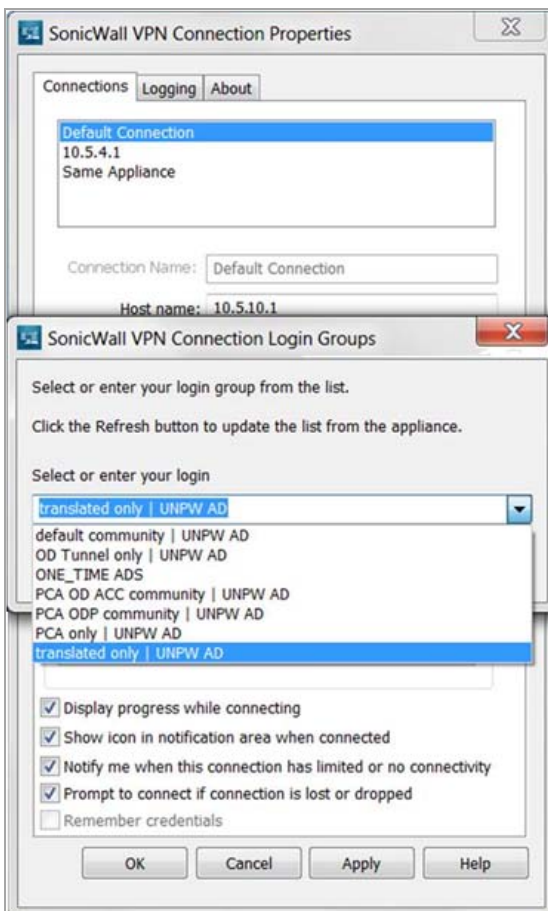 SonicWall VPN Connection Properties
Connections Logging About
Default Connection
10.5.4.1
Same Appliance
Connection Name: Default Connection
Host name: 10.5.10.1
SonicWall VPN Connection Login Groups
Select or enter your login group from the list.
Click the Refresh button to update the list from the appliance.
Select or enter your login
translated only | UNPW AD
default community | UNPW AD
OD Tunnel only | UNPW AD
ONE_TIME ADS
PCA OD ACC community | UNPW AD
PCA ODP community | UNPW AD
PCA only | UNPW AD
translated only | UNPW AD
Display progress while connecting
Show icon in notification area when connected
Notify me when this connection has limited or no connectivity
Prompt to connect if connection is lost or dropped
Remember credentials
OK Cancel Apply Help